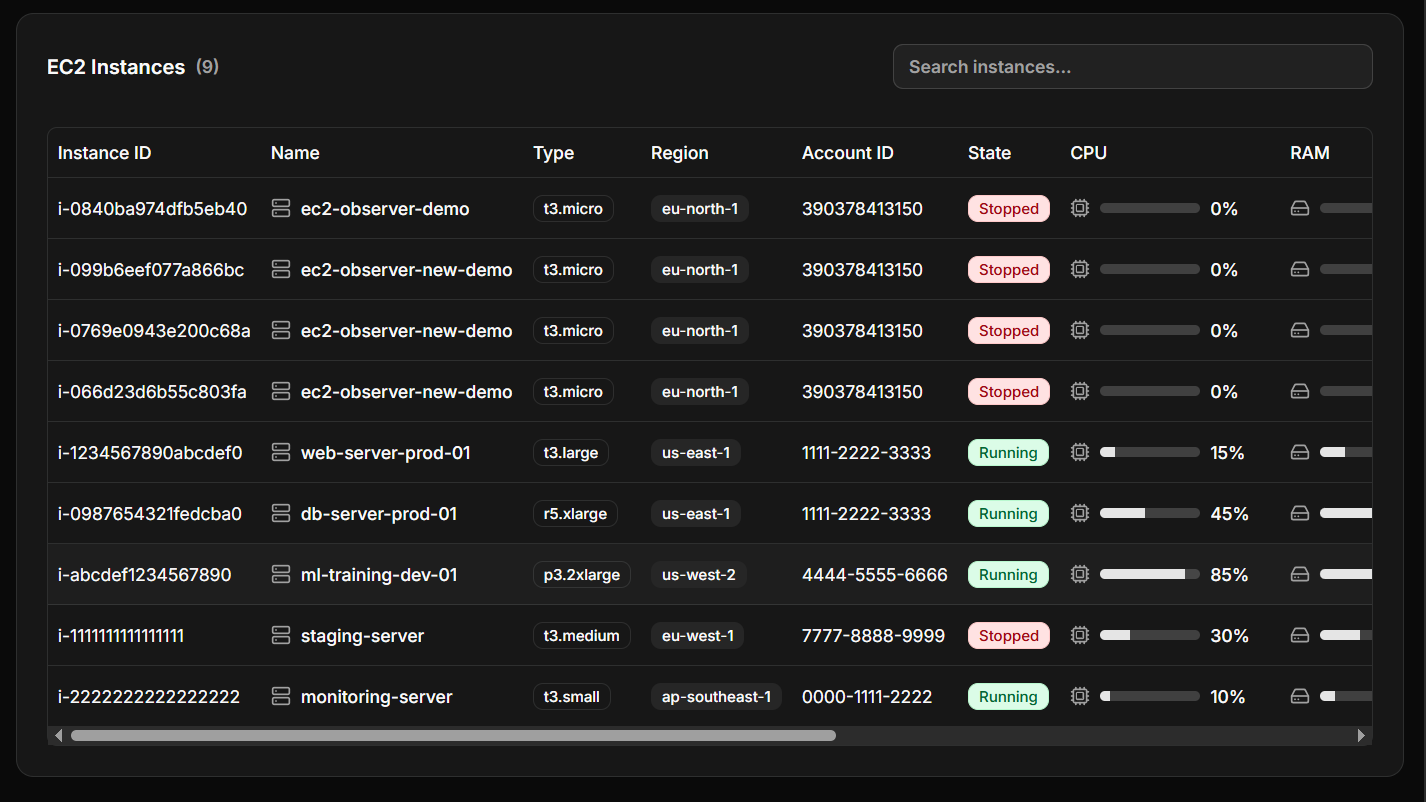 EC2 Instances (9)
Search instances...
Instance ID Name Type Region Account ID State CPU RAM
i-0840ba974dfb5eb40 ec2-observer-demo t3.micro eu-north-1 390378413150 Stopped 0%
i-099b6eef077a866bc ec2-observer-new-demo t3.micro eu-north-1 390378413150 Stopped 0%
i-0769e0943e200c68a ec2-observer-new-demo t3.micro eu-north-1 390378413150 Stopped 0%
i-066d23d6b55c803fa ec2-observer-new-demo t3.micro eu-north-1 390378413150 Stopped 0%
i-1234567890abcdef0 web-server-prod-01 t3.large us-east-1 1111-2222-3333 Running 15%
i-0987654321fedcba0 db-server-prod-01 r5.xlarge us-east-1 1111-2222-3333 Running 45%
i-abcdef1234567890 ml-training-dev-01 p3.2xlarge us-west-2 4444-5555-6666 Running 85%
i-1111111111111111 staging-server t3.medium eu-west-1 7777-8888-9999 Stopped 30%
i-2222222222222222 monitoring-server t3.small ap-southeast-1 0000-1111-2222 Running 10%